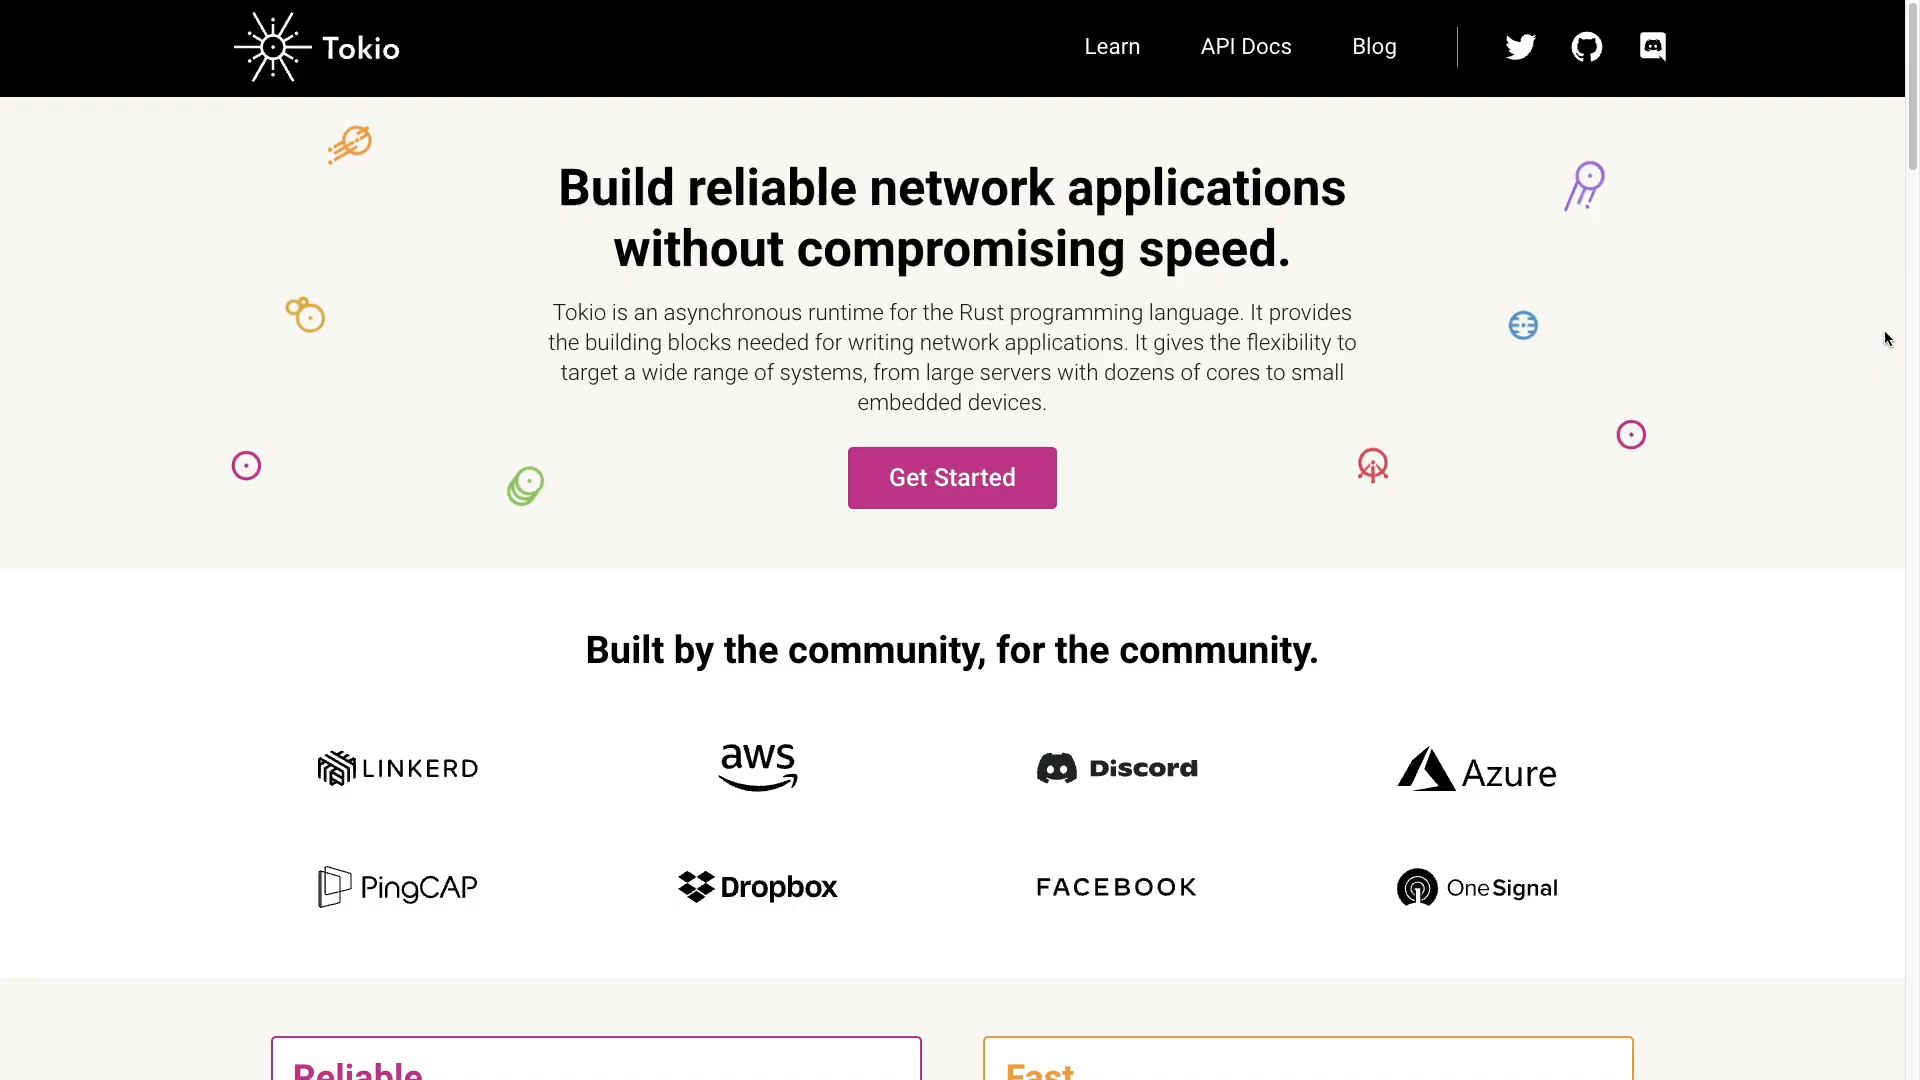 Tokio
Learn
API Docs
Blog
Build reliable network applications
without compromising speed.
Tokio is an asynchronous runtime for the Rust programming language. It provides
the building blocks needed for writing network applications. It gives the flexibility to
target a wide range of systems, from large servers with dozens of cores to small
embedded devices.
Get Started
Built by the community, for the community.
LINKERD
aws
Discord
Azure
PingCAP
Dropbox
FACEBOOK
OneSignal
Reliable
Fast